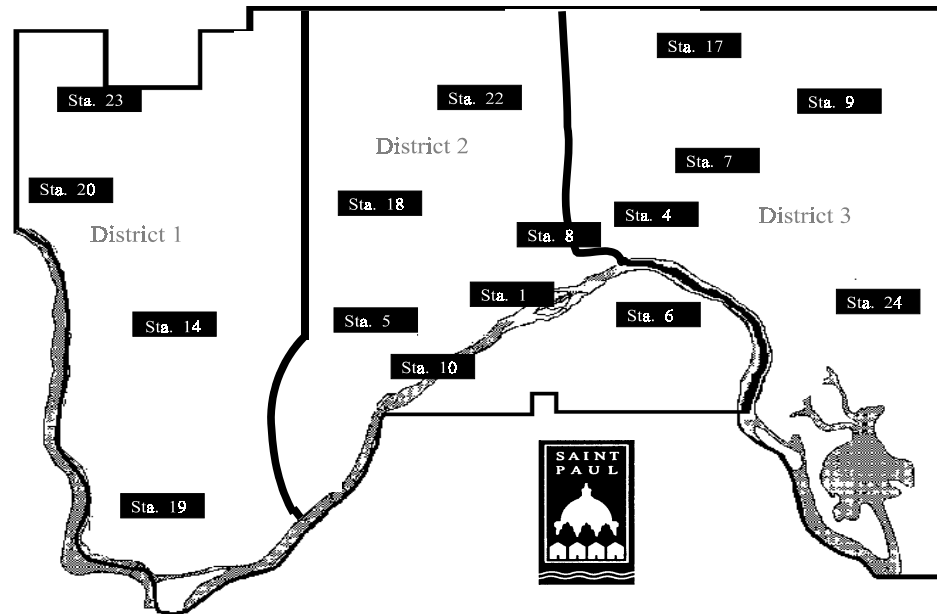 Sta. 17
Sta. 23
Sta. 22
Sta. 9
District 2
Sta. 7
Sta. 20
Sta. 18
Sta. 4
District 3
District 1
Sta. 8
Sta. 1
Sta. 24
Sta. 14
Sta. 5
Sta. 6
Sta. 10
SAINT
PAUL
Sta. 19